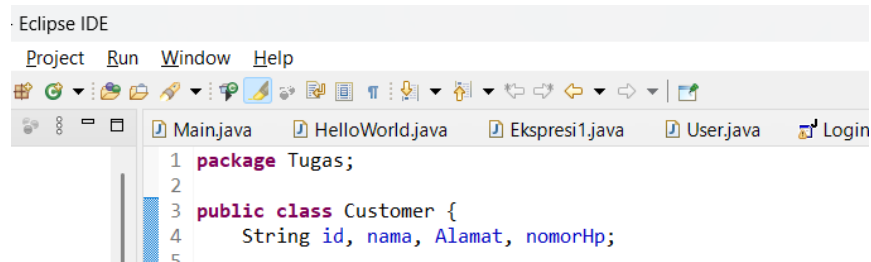 - Eclipse IDE
Project Run Window Help
Main.java HelloWorld.java Ekspresi1.java User.java Login
1 package Tugas;
2
3 public class Customer {
4 String id, nama, Alamat, nomorHp;
5